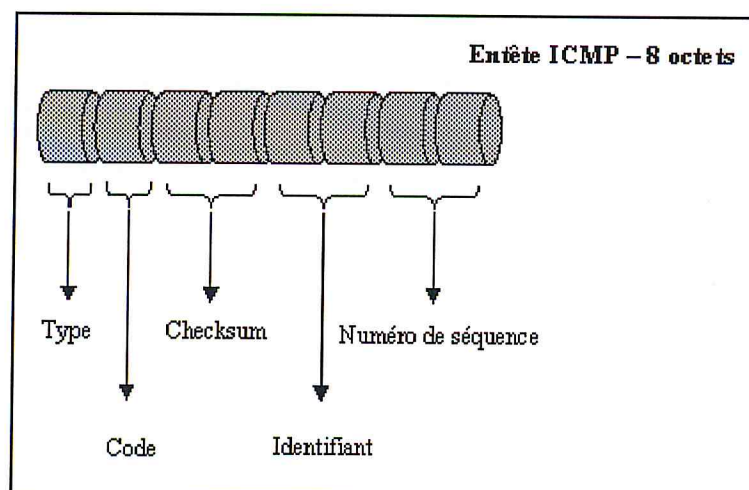 Entête ICMP – 8 octets
Type
Checksum
Numéro de séquence
Code
Identifiant